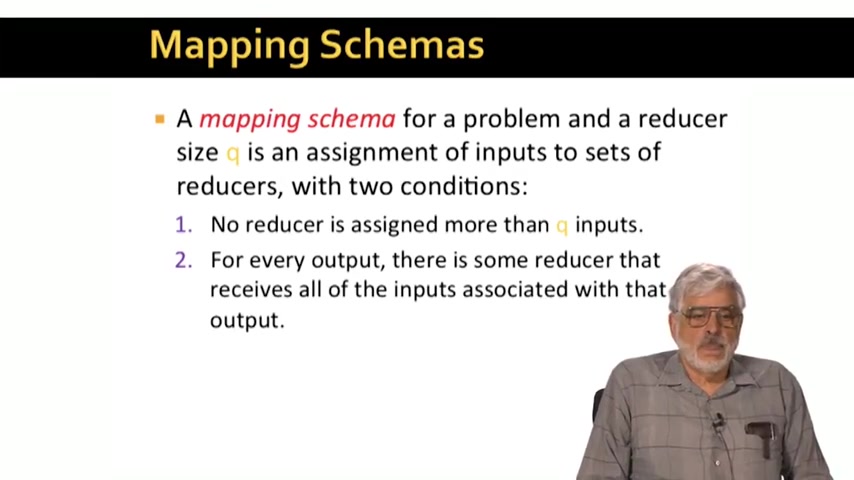 Mapping Schemas
A mapping schema for a problem and a reducer
size q is an assignment of inputs to sets of
reducers, with two conditions:
1. No reducer is assigned more than q inputs.
2. For every output, there is some reducer that
receives all of the inputs associated with that
output.